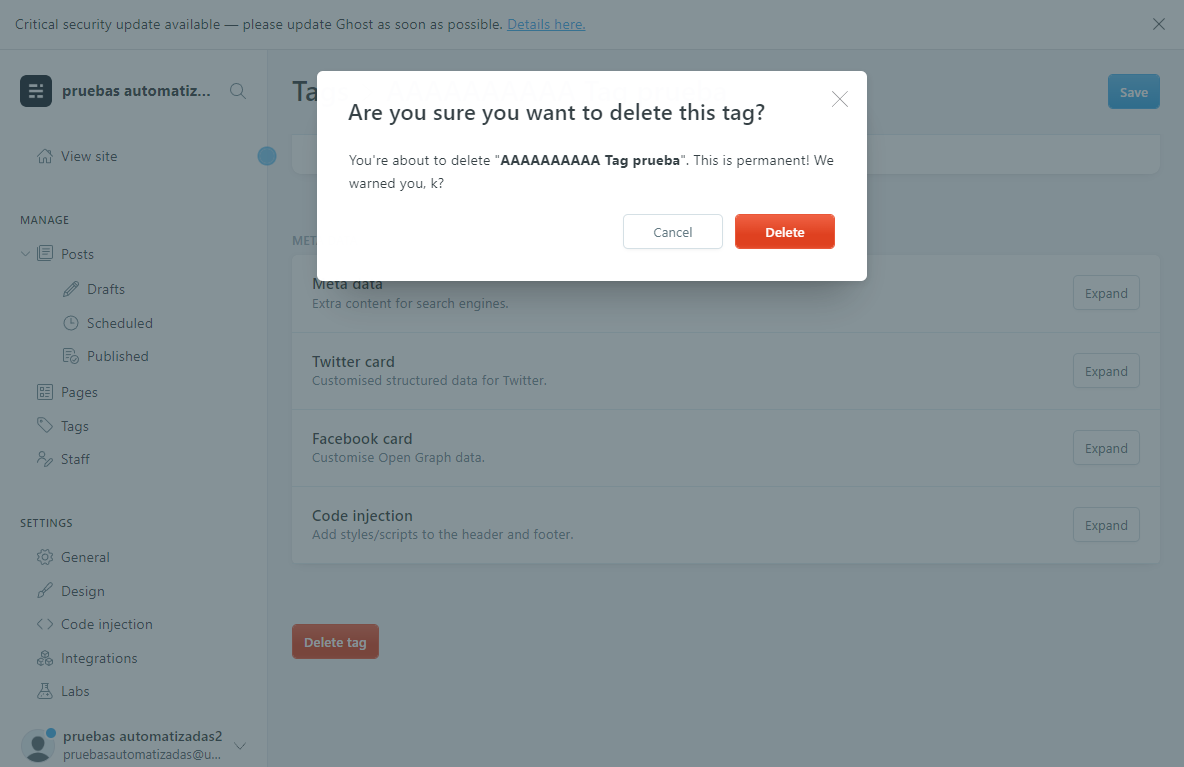 Critical security update available — please update Ghost as soon as possible. Details here.
pruebas automatiz...
View site
MANAGE
Posts
Drafts
Scheduled
Published
Pages
Tags
Staff
SETTINGS
General
Design
Code injection
Integrations
Labs
pruebas automatizadas2
pruebasautomatizadas@u...
Save
Are you sure you want to delete this tag?
You're about to delete "AAAAAAAAAA Tag prueba". This is permanent! We
warned you, k?
Cancel
Delete
Meta data
Extra content for search engines.
Expand
Twitter card
Customised structured data for Twitter.
Expand
Facebook card
Customise Open Graph data.
Expand
Code injection
Add styles/scripts to the header and footer.
Expand
Delete tag